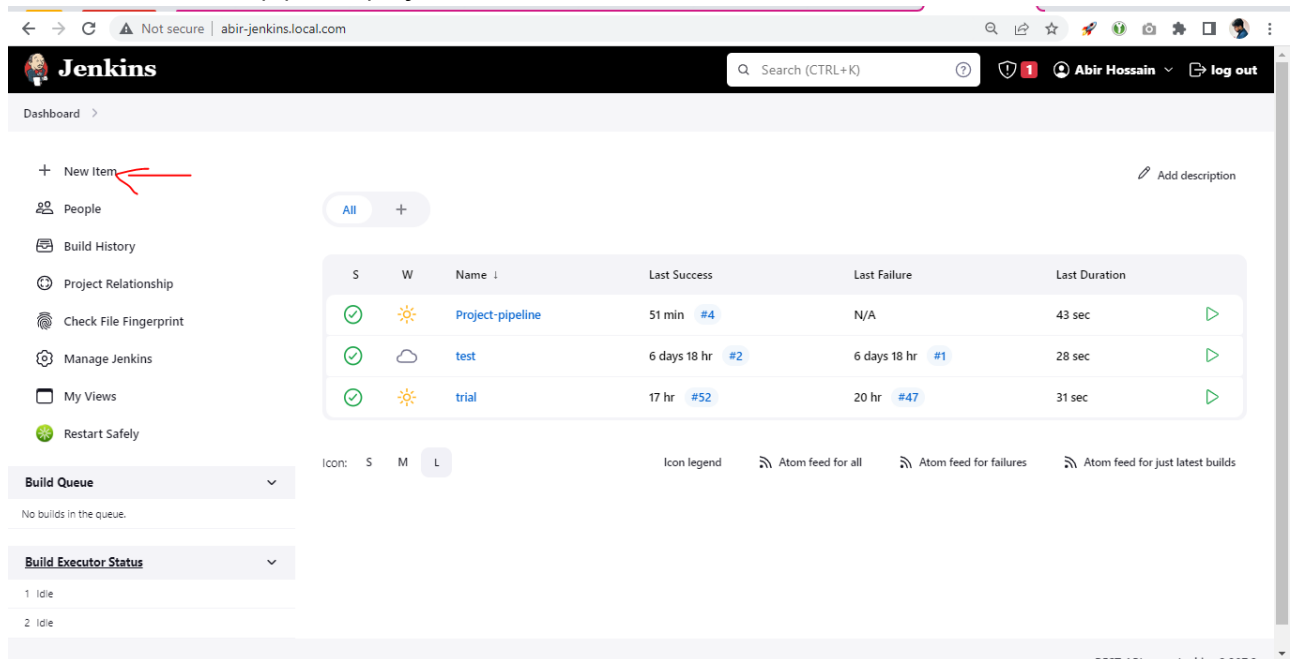 Not secure | abir-jenkins.local.com
Jenkins
Search (CTRL+K)
1
Abir Hossain
log out
Dashboard
New Item
Add description
People
All +
Build History
S W Name ↓ Last Success Last Failure Last Duration
Project Relationship
Project-pipeline 51 min #4 N/A 43 sec
Check File Fingerprint
test 6 days 18 hr #2 6 days 18 hr #1 28 sec
Manage Jenkins
My Views
trial 17 hr #52 20 hr #47 31 sec
Restart Safely
Icon: S M L
Icon legend
Atom feed for all
Atom feed for failures
Atom feed for just latest builds
Build Queue
No builds in the queue.
Build Executor Status
1 Idle
2 Idle